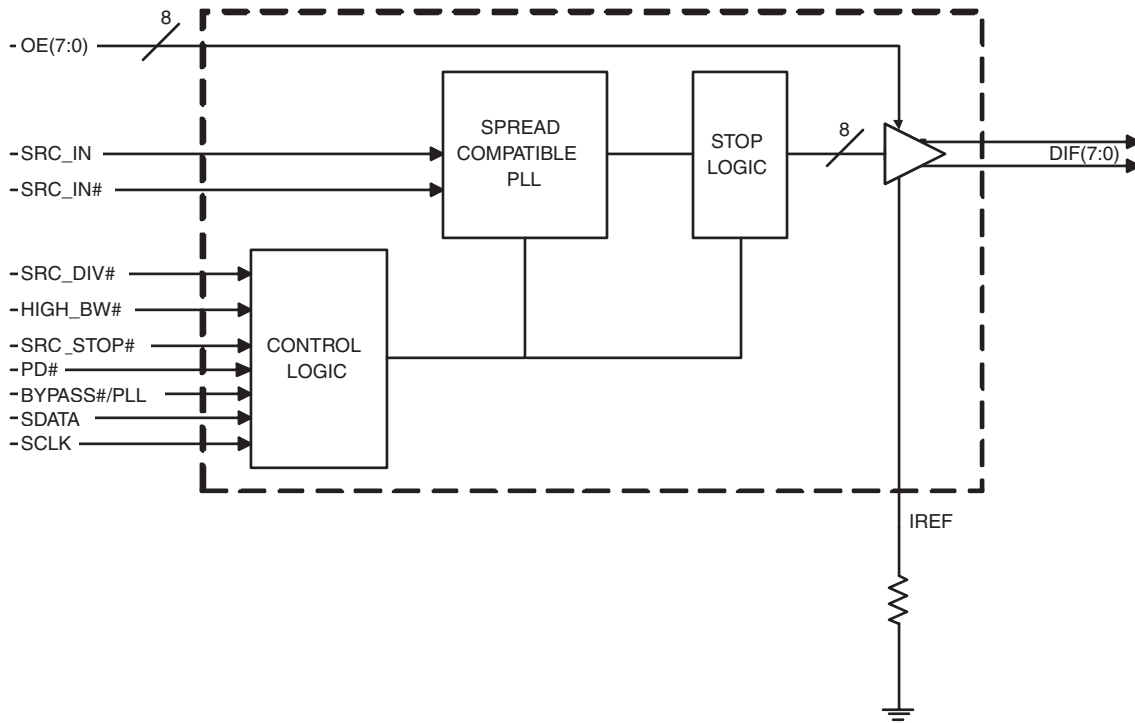 8
OE(7:0)
SPREAD
COMPATIBLE
PLL
STOP
LOGIC
8
DIF(7:0)
SRC_IN
SRC_IN#
SRC_DIV#
HIGH_BW#
SRC_STOP#
PD#
BYPASS#/PLL
SDATA
SCLK
CONTROL
LOGIC
IREF